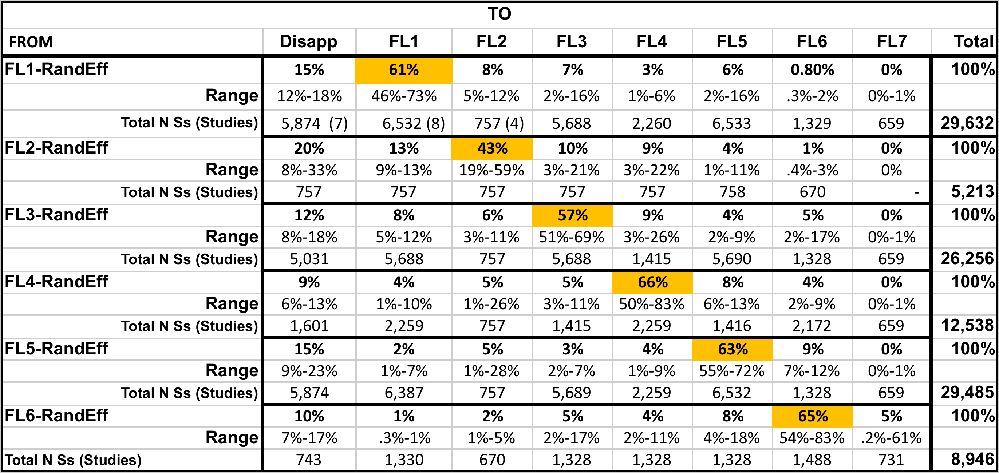 TO
FROM Disapp FL1 FL2 FL3 FL4 FL5 FL6 FL7 Total
FL1-RandEff 15% 61% 8% 7% 3% 6% 0.80% 0% 100%
Range 12%-18% 46%-73% 5%-12% 2%-16% 1%-6% 2%-16% .3%-2% 0%-1%
Total N Ss (Studies) 5,874 (7) 6,532 (8) 757 (4) 5,688 2,260 6,533 1,329 659 29,632
FL2-RandEff 20% 13% 43% 10% 9% 4% 1% 0% 100%
Range 8%-33% 9%-13% 19%-59% 3%-21% 3%-22% 1%-11% .4%-3% 0%
Total N Ss (Studies) 757 757 757 757 757 758 670 - 5,213
FL3-RandEff 12% 8% 6% 57% 9% 4% 5% 0% 100%
Range 8%-18% 5%-12% 3%-11% 51%-69% 3%-26% 2%-9% 2%-17% 0%-1%
Total N Ss (Studies) 5,031 5,688 757 5,688 1,415 5,690 1,328 659 26,256
FL4-RandEff 9% 4% 5% 5% 66% 8% 4% 0% 100%
Range 6%-13% 1%-10% 1%-26% 3%-11% 50%-83% 6%-13% 2%-9% 0%-1%
Total N Ss (Studies) 1,601 2,259 757 1,415 2,259 1,416 2,172 659 12,538
FL5-RandEff 15% 2% 5% 3% 4% 63% 9% 0% 100%
Range 9%-23% 1%-7% 1%-28% 2%-7% 1%-9% 55%-72% 7%-12% 0%-1%
Total N Ss (Studies) 5,874 6,387 757 5,689 2,259 6,532 1,328 659 29,485
FL6-RandEff 10% 1% 2% 5% 4% 8% 65% 5% 100%
Range 7%-17% .3%-1% 1%-5% 2%-17% 2%-11% 4%-18% 54%-83% .2%-61%
Total N Ss (Studies) 743 1,330 670 1,328 1,328 1,328 1,488 731 8,946